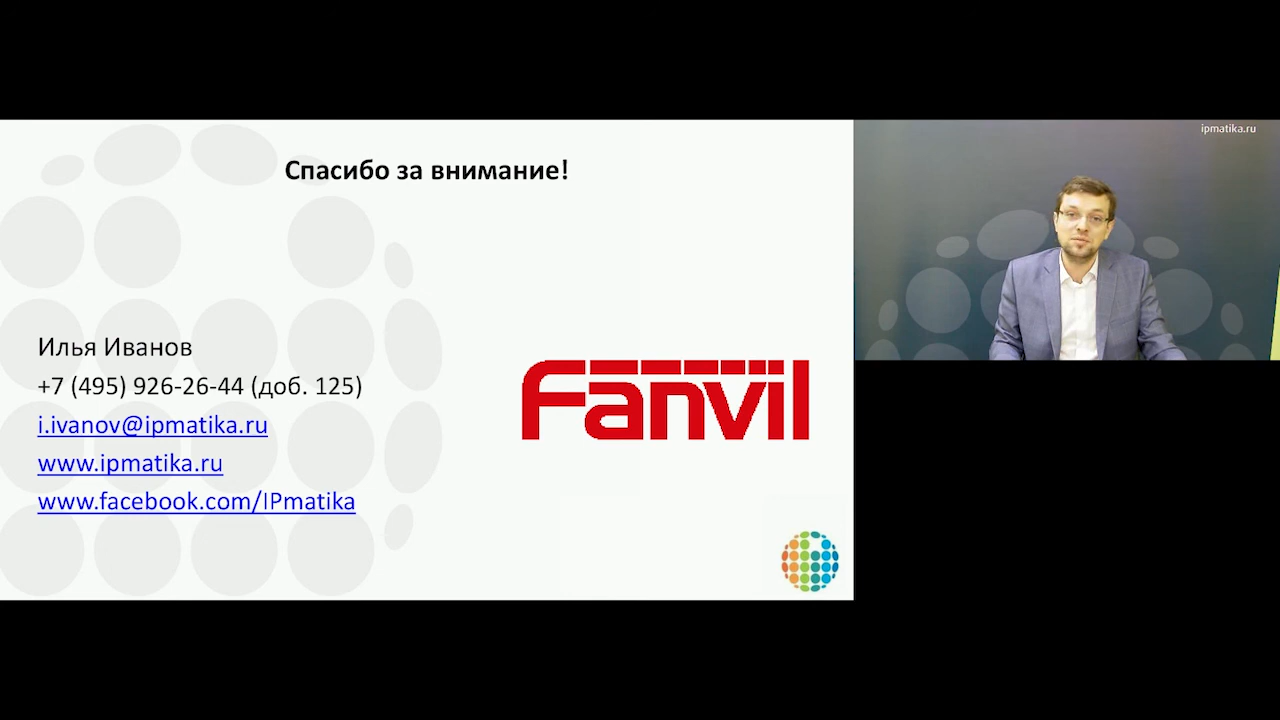 Спасибо за внимание!
Илья Иванов
+7 (495) 926-26-44 (доб. 125)
i.ivanov@ipmatika.ru
www.ipmatika.ru
www.facebook.com/IPmatika
Fanvil
ipmatika.ru